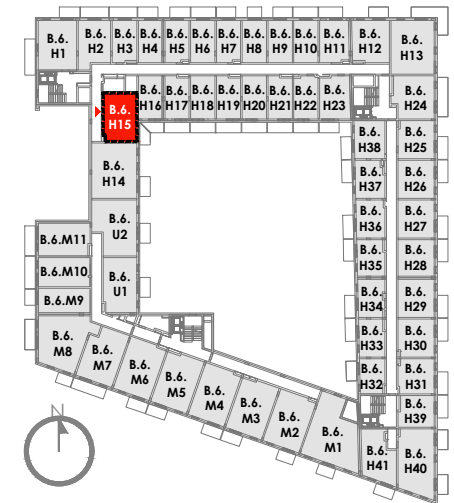 B.6.
H1
B.6.
H2
B.6.
H3
B.6.
H4
B.6.
H5
B.6.
H6
B.6.
H7
B.6.
H8
B.6.
H9
B.6.
H10
B.6.
H11
B.6.
H12
B.6.
H13
B.6.
H15
B.6.
H16
B.6.
H17
B.6.
H18
B.6.
H19
B.6.
H20
B.6.
H21
B.6.
H22
B.6.
H23
B.6.
H24
B.6.
H38
B.6.
H25
B.6.
H14
B.6.
H37
B.6.
H26
B.6.
U2
B.6.
H36
B.6.
H27
B.6.M11
B.6.
H35
B.6.
H28
B.6.M10
B.6.
U1
B.6.
H34
B.6.
H29
B.6.M9
B.6.
M8
B.6.
M7
B.6.
M6
B.6.
M5
B.6.
M4
B.6.
M3
B.6.
M2
B.6.
M1
B.6.
H33
B.6.
H30
B.6.
H32
B.6.
H31
B.6.
H39
B.6.
H41
B.6.
H40
N